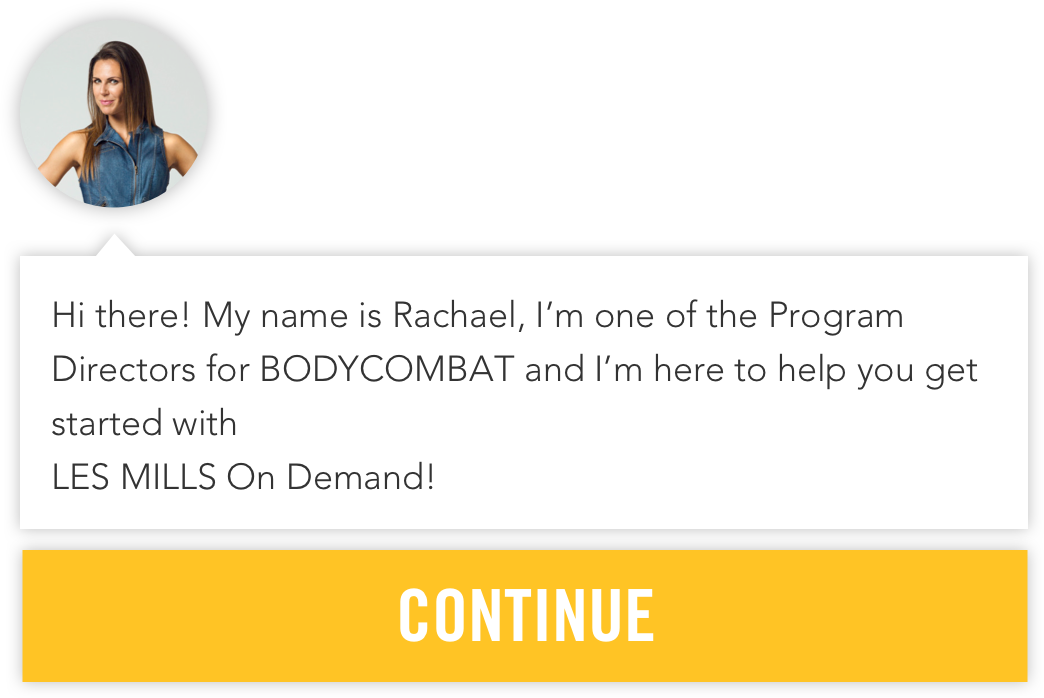 Hi there! My name is Rachael, I’m one of the Program
Directors for BODYCOMBAT and I’m here to help you get
started with
LES MILLS On Demand!
CONTINUE